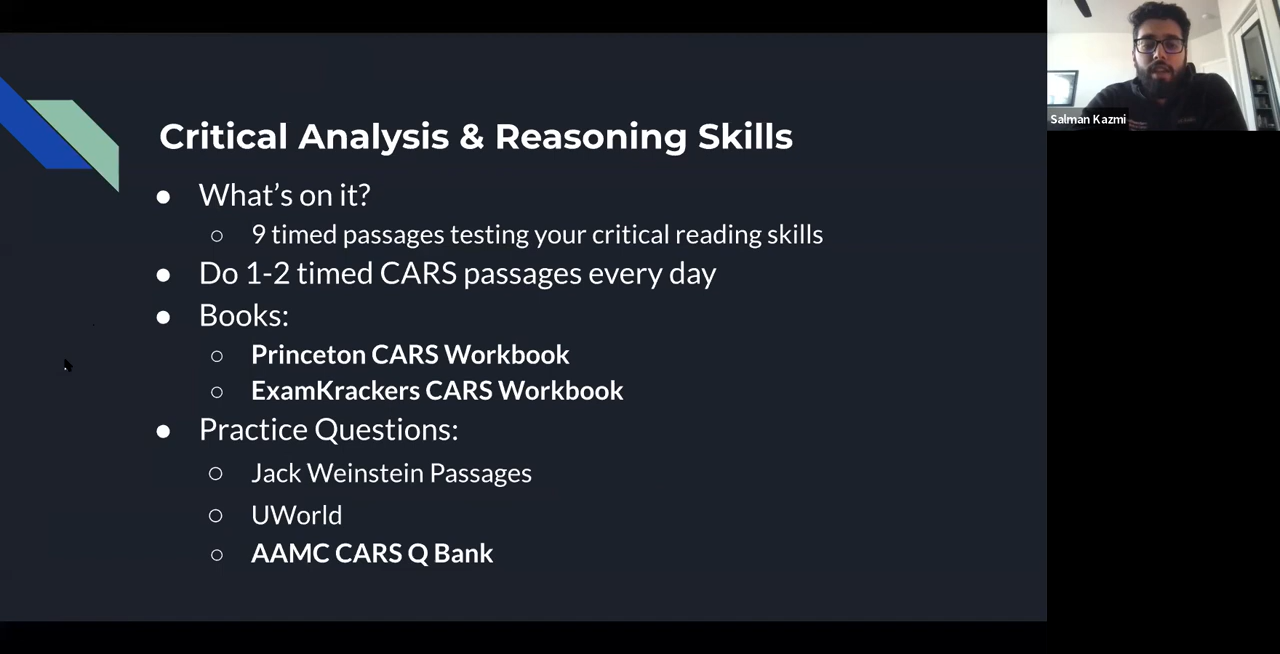 Critical Analysis & Reasoning Skills
What's on it?
9 timed passages testing your critical reading skills
Do 1-2 timed CARS passages every day
Books:
Princeton CARS Workbook
ExamKrackers CARS Workbook
Practice Questions:
Jack Weinstein Passages
UWorld
AAMC CARS Q Bank
Salman Kazmi